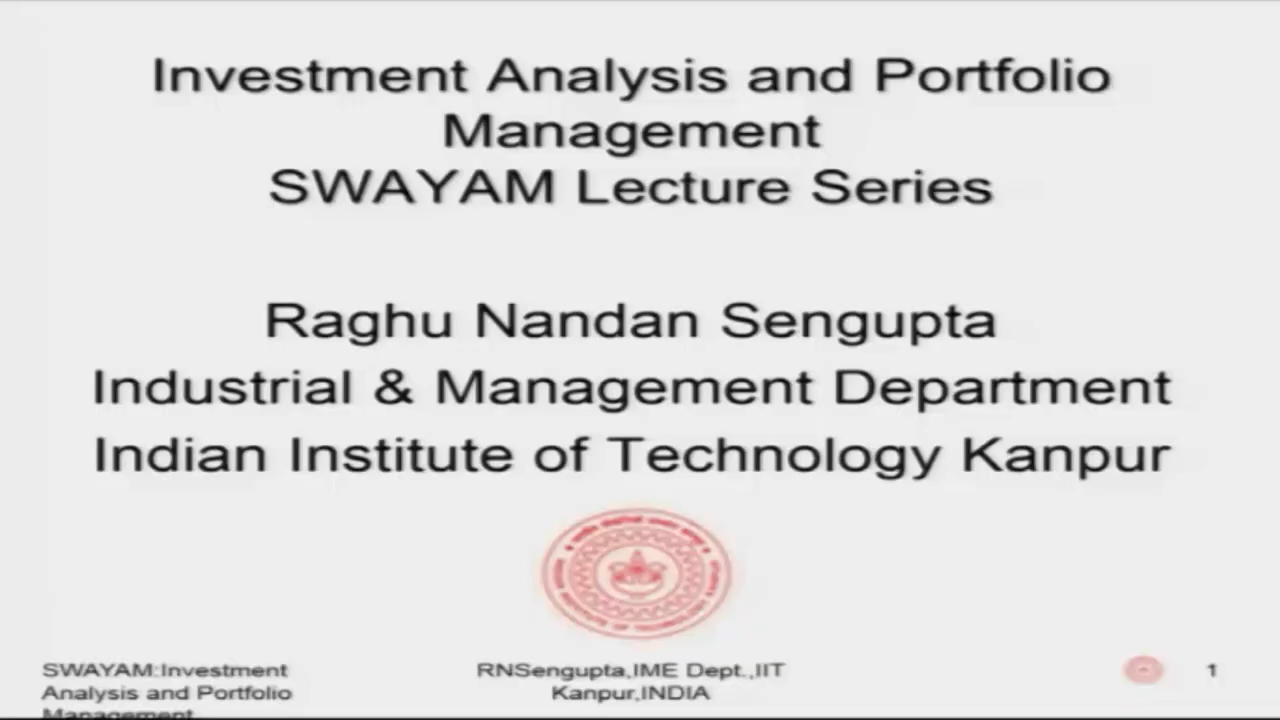 Investment Analysis and Portfolio
Management
SWAYAM Lecture Series
Raghu Nandan Sengupta
Industrial & Management Department
Indian Institute of Technology Kanpur
SWAYAM:Investment
Analysis and Portfolio
Management
RNSengupta,IME Dept.,IIT
Kanpur,INDIA
1